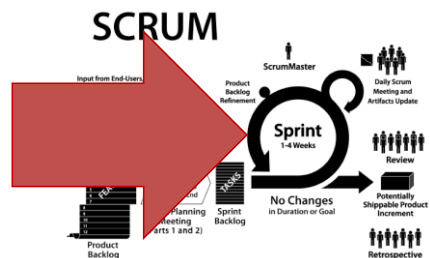 SCRUM
Input from End-Users,
ScrumMaster
Product
Backlog
Refinement
Daily Scrum
Meeting and
Artifacts Update
Sprint
1-4 Weeks
Review
TASKS
No Changes
in Duration or Goal
Potentially
Shippable Product
Increment
Planning
Meeting
arts 1 and 2)
Sprint
Backlog
Product
Backlog
Retrospective